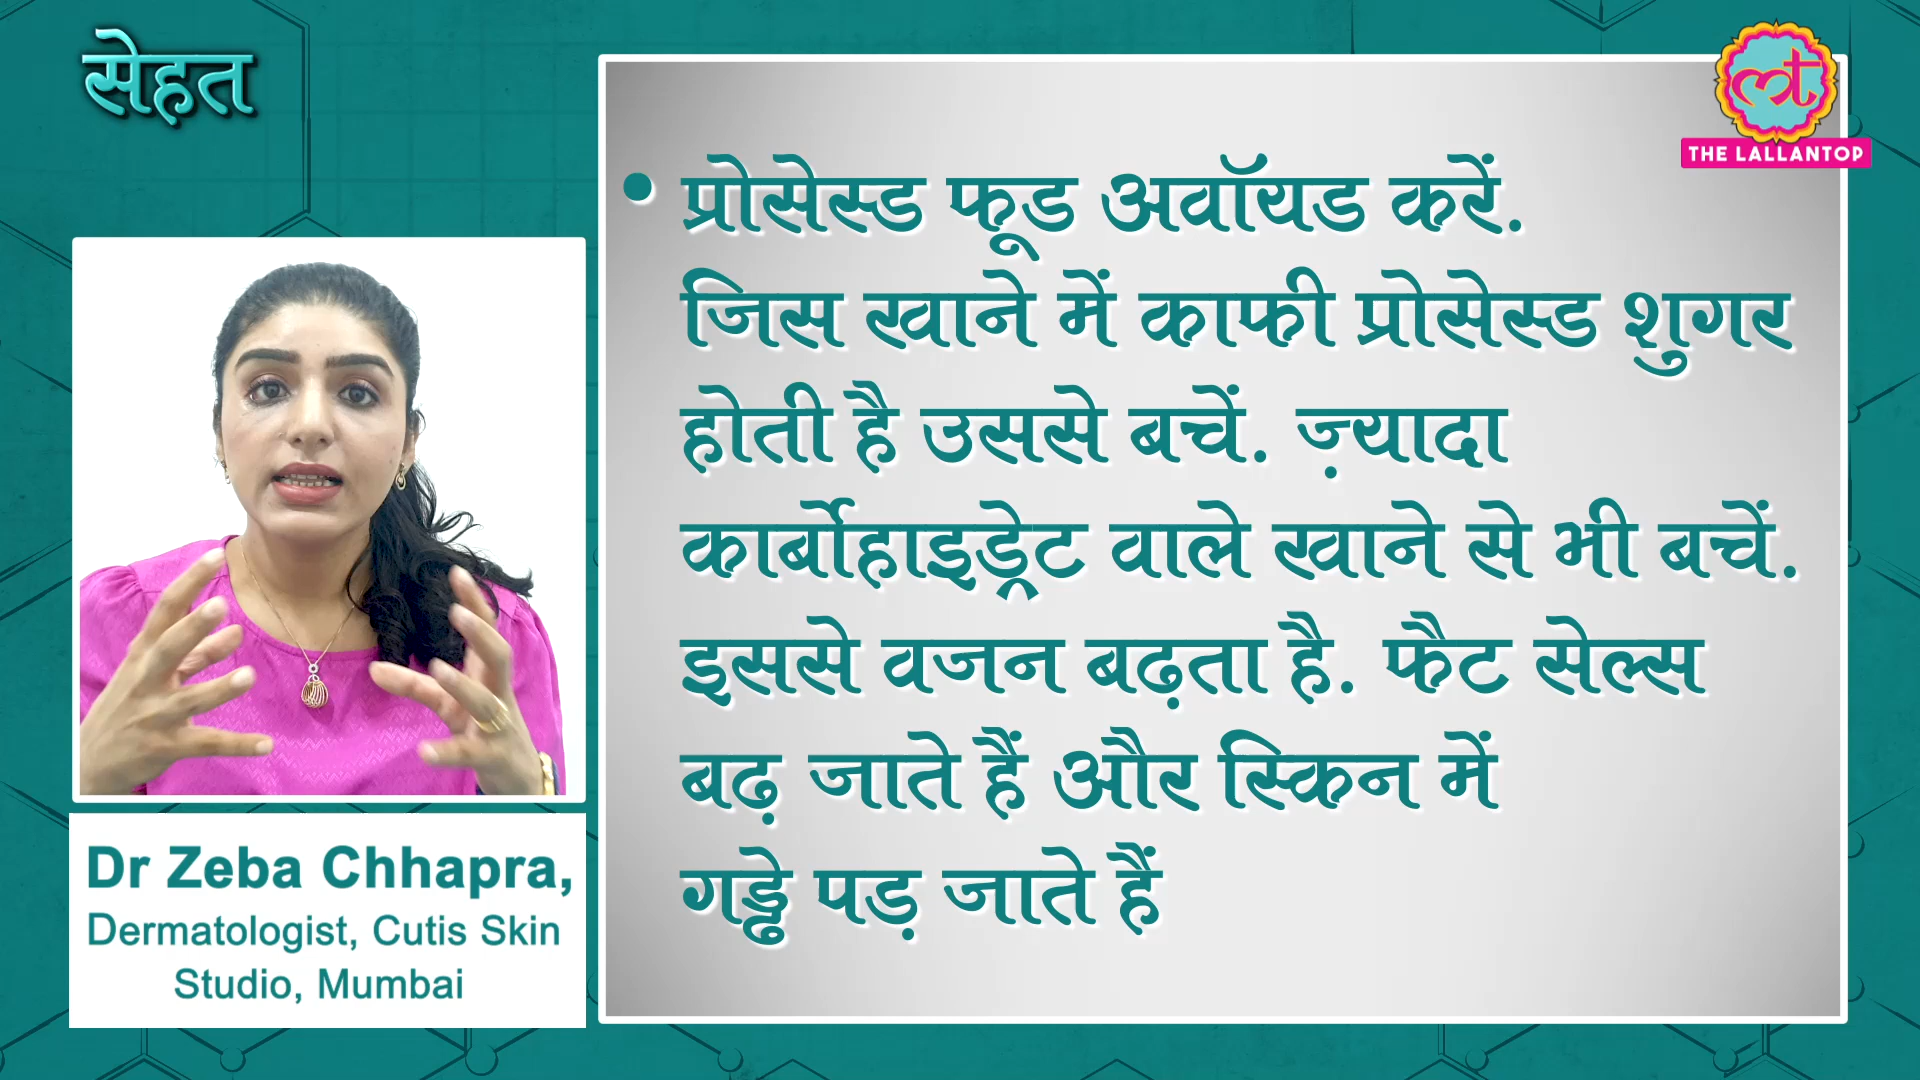 सेहत
THE LALLANTOP
• प्रोसेस्ड फूड अवॉयड करें.
जिस खाने में काफी प्रोसेस्ड शुगर
होती है उससे बचें. ज़्यादा
कार्बोहाइड्रेट वाले खाने से भी बचें.
इससे वजन बढ़ता है. फैट सेल्स
बढ़ जाते हैं और स्किन में
गड्ढे पड़ जाते हैं
Dr Zeba Chhapra,
Dermatologist, Cutis Skin
Studio, Mumbai